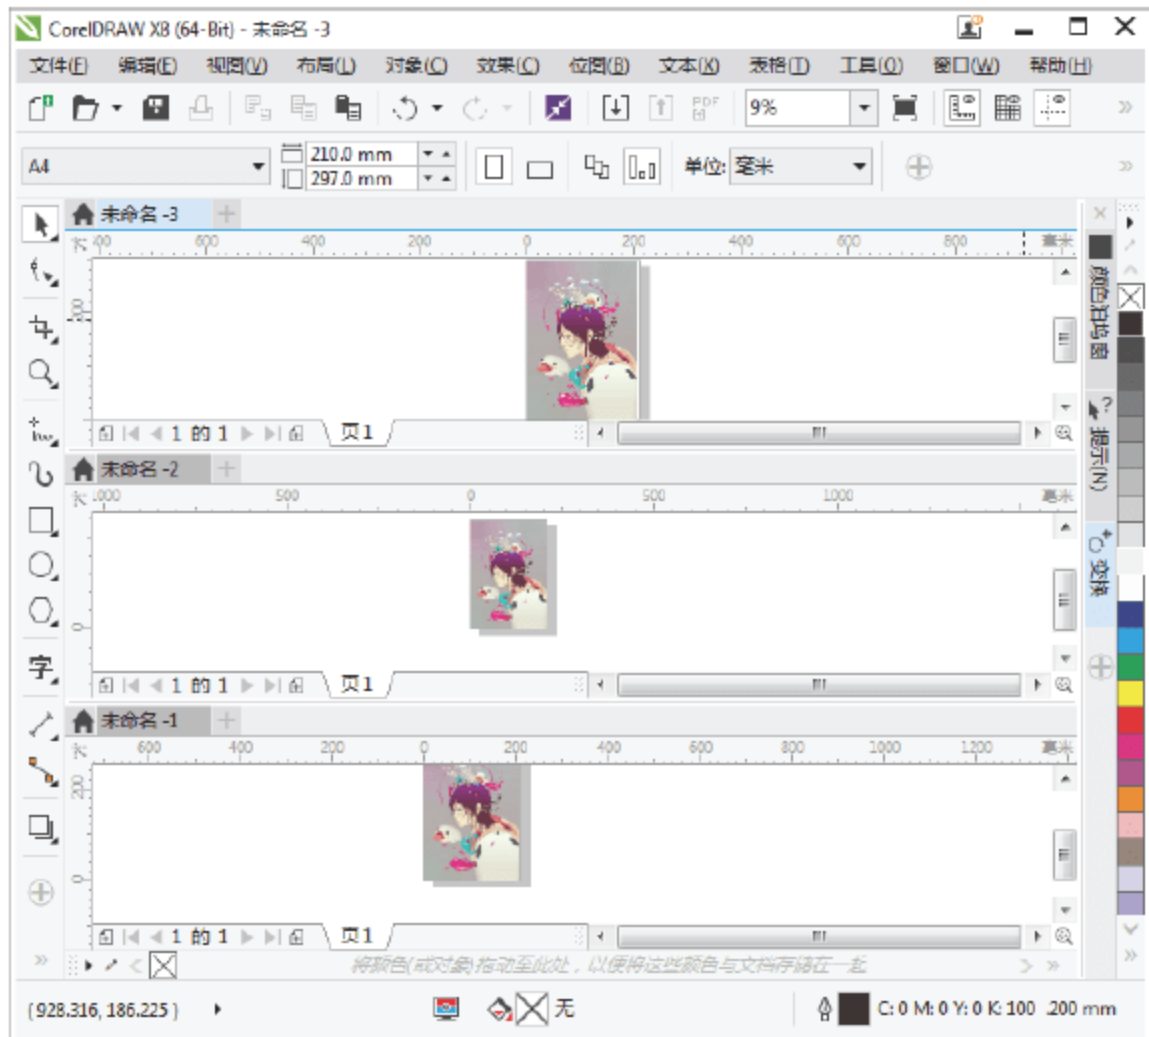 CorelDRAW X8 (64-Bit) - 未命名 -3
文件(F) 编辑(E) 视图(V) 布局(L) 对象(C) 效果(C) 位图(B) 文本(X) 表格(T) 工具(O) 窗口(W) 帮助(H)
PDF 9%
A4 210.0 mm 297.0 mm 单位: 毫米
未命名 -3
600 400 200 0 200 400 600 800 毫米
200
1 的 1 页1
未命名 -2
1000 500 0 500 1000 毫米
0
1 的 1 页1
未命名 -1
600 400 200 0 200 400 600 800 1000 1200 毫米
200
0
1 的 1 页1
颜色泊坞窗
提示(N)
变换
字
将颜色(或对象)拖动至此处，以便将这些颜色与文档存储在一起
(928.316, 186.225) 无 C: 0 M: 0 Y: 0 K: 100 .200 mm